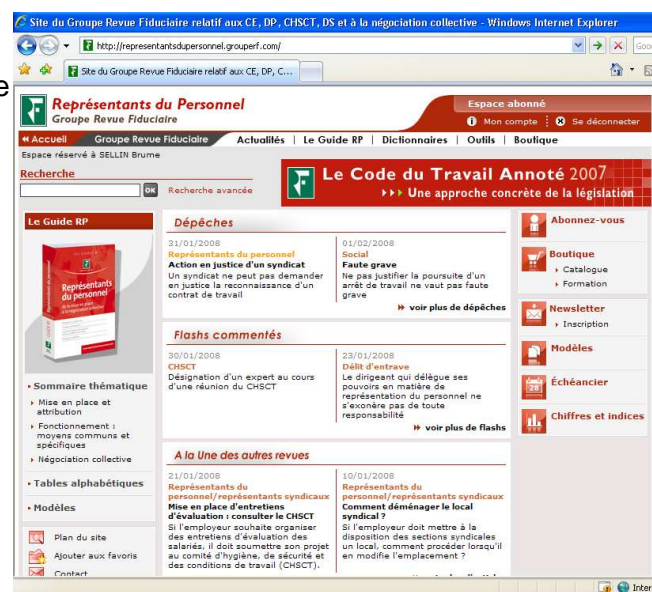 Site du Groupe Revue Fiduciaire relatif aux CE, DP, CHSCT, DS et à la négociation collective - Windows Internet Explorer
http://representantsdupersonnel.grouperf.com/
Goo
Site du Groupe Revue Fiduciaire relatif aux CE, DP, C...
e
Représentants du Personnel
Groupe Revue Fiduciaire
Espace abonné
Mon compte
Se déconnecter
Accueil Groupe Revue Fiduciaire Actualités | Le Guide RP | Dictionnaires | Outils | Boutique
Espace réservé à SELLIN Brume
Recherche
OK Recherche avancée
Le Code du Travail Annoté 2007
Une approche concrète de la législation
Le Guide RP
Représentants
du personnel
Sommaire thématique
Mise en place et
attribution
Fonctionnement :
moyens communs et
spécifiques
Négociation collective
Tables alphabétiques
Modèles
Plan du site
Ajouter aux favoris
Contact
Dépêches
31/01/2008
Représentants du personnel
Action en justice d'un syndicat
Un syndicat ne peut pas demander
en justice la reconnaissance d'un
contrat de travail
01/02/2008
Social
Faute grave
Ne pas justifier la poursuite d'un
arrêt de travail ne vaut pas faute
grave
voir plus de dépêches
Flashs commentés
30/01/2008
CHSCT
Désignation d'un expert au cours
d'une réunion du CHSCT
23/01/2008
Délit d'entrave
Le dirigeant qui délègue ses
pouvoirs en matière de
représentation du personnel ne
s'exonère pas de toute
responsabilité
voir plus de flashs
A la Une des autres revues
21/01/2008
Représentants du
personnel/représentants syndicaux
Mise en place d'entretiens
d'évaluation : consulter le CHSCT
Si l'employeur souhaite organiser
des entretiens d'évaluation des
salariés, il doit soumettre son projet
au comité d'hygiène, de sécurité et
des conditions de travail (CHSCT).
10/01/2008
Représentants du
personnel/représentants syndicaux
Comment déménager le local
syndical ?
Si l'employeur doit mettre à la
disposition des sections syndicales
un local, comment procéder lorsqu'il
en modifie l'emplacement ?
Abonnez-vous
Boutique
Catalogue
Formation
Newsletter
Inscription
Modèles
28
Échéancier
Chiffres et indices
Inter